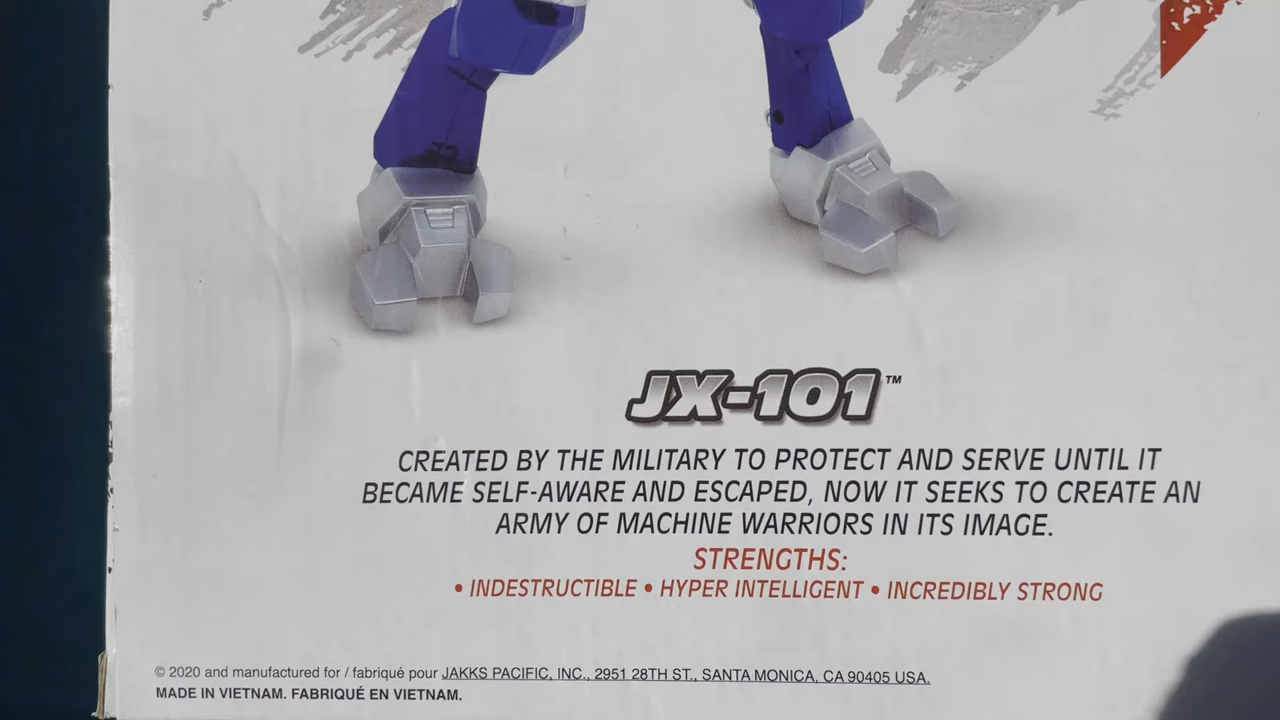 JX-101™
CREATED BY THE MILITARY TO PROTECT AND SERVE UNTIL IT
BECAME SELF-AWARE AND ESCAPED, NOW IT SEEKS TO CREATE AN
ARMY OF MACHINE WARRIORS IN ITS IMAGE.
STRENGTHS:
• INDESTRUCTIBLE • HYPER INTELLIGENT • INCREDIBLY STRONG
© 2020 and manufactured for / fabriqué pour JAKKS PACIFIC, INC., 2951 28TH ST., SANTA MONICA, CA 90405 USA.
MADE IN VIETNAM. FABRIQUÉ EN VIETNAM.